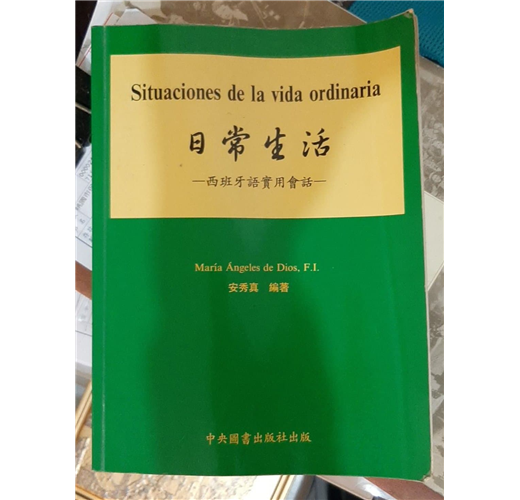 Situaciones de la vida ordinaria
日常生活
—西班牙語實用會話—
María Ángeles de Dios, F.I.
安秀真 編著
中央圖書出版社出版